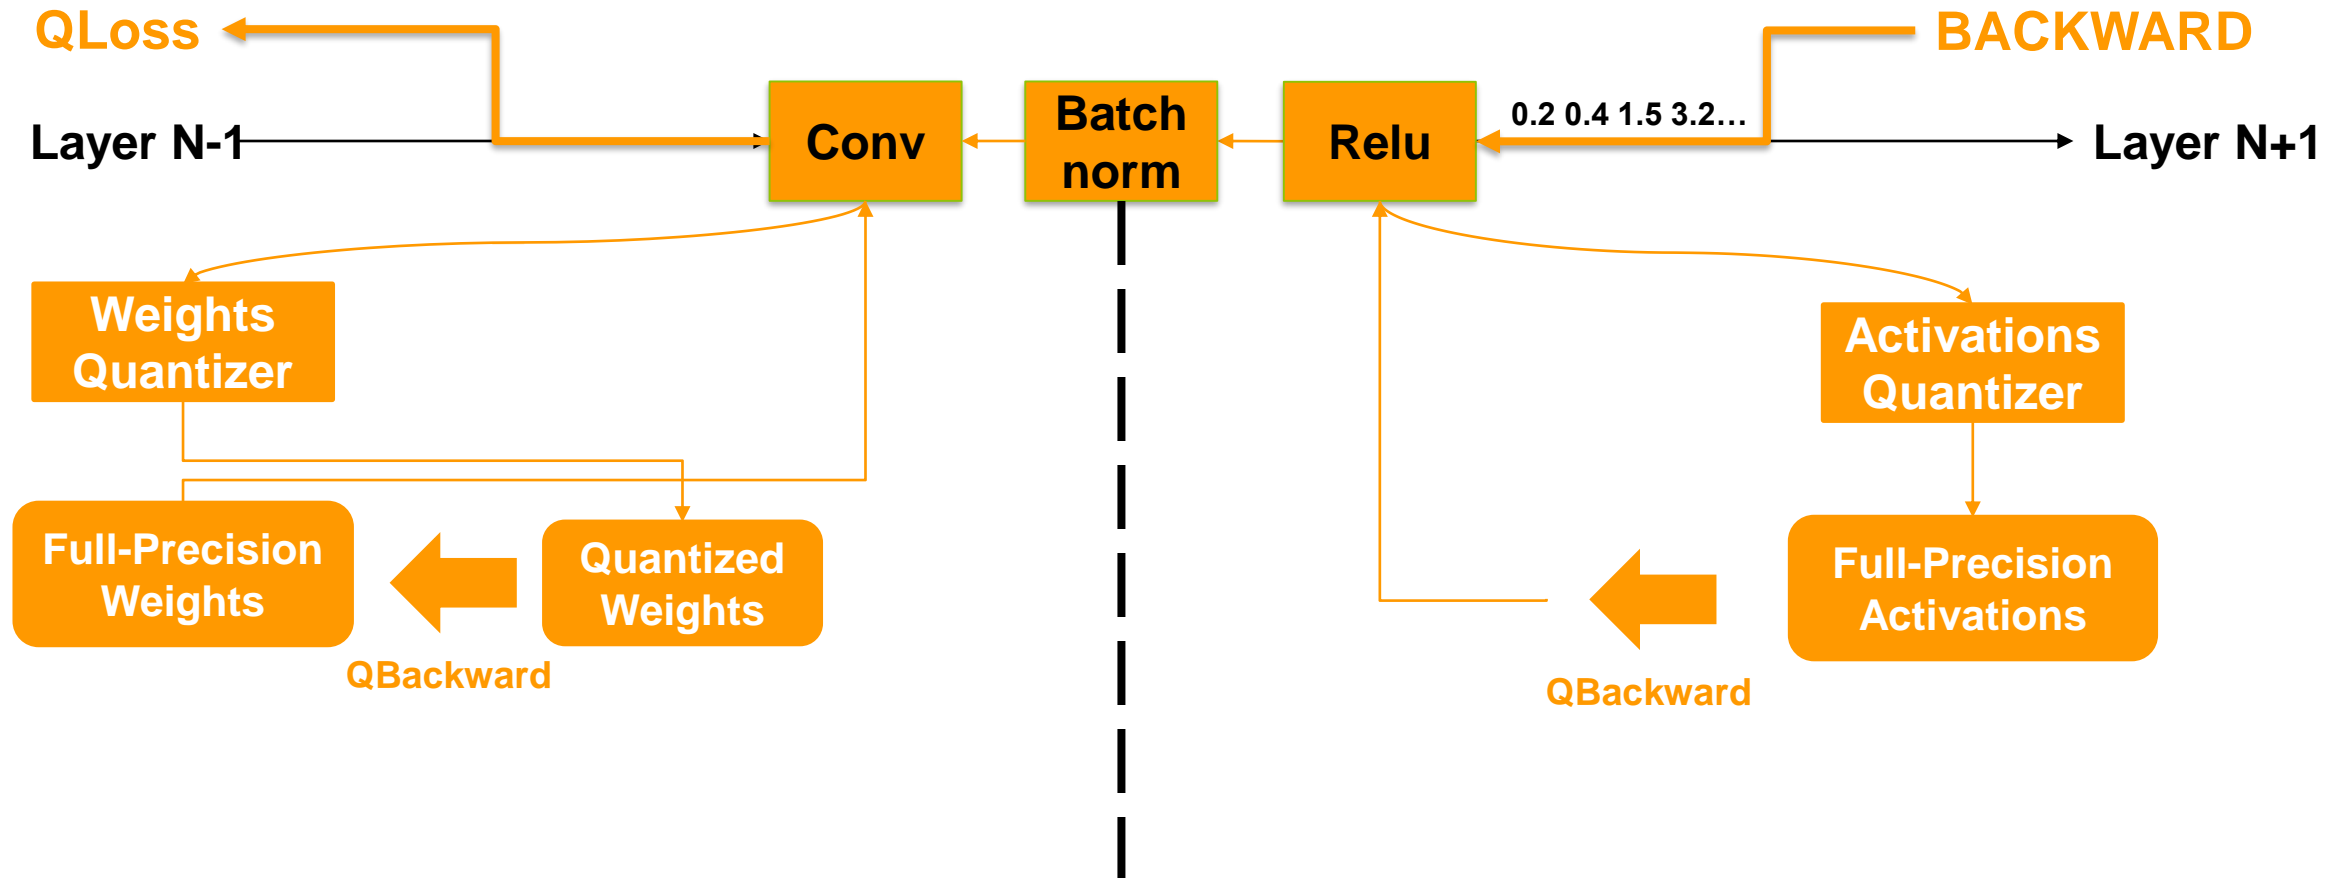 QLoss
BACKWARD
Layer N-1
Conv
Batch
norm
Relu
0.2 0.4 1.5 3.2…
Layer N+1
Weights
Quantizer
Activations
Quantizer
Full-Precision
Weights
Quantized
Weights
QBackward
Full-Precision
Activations
QBackward